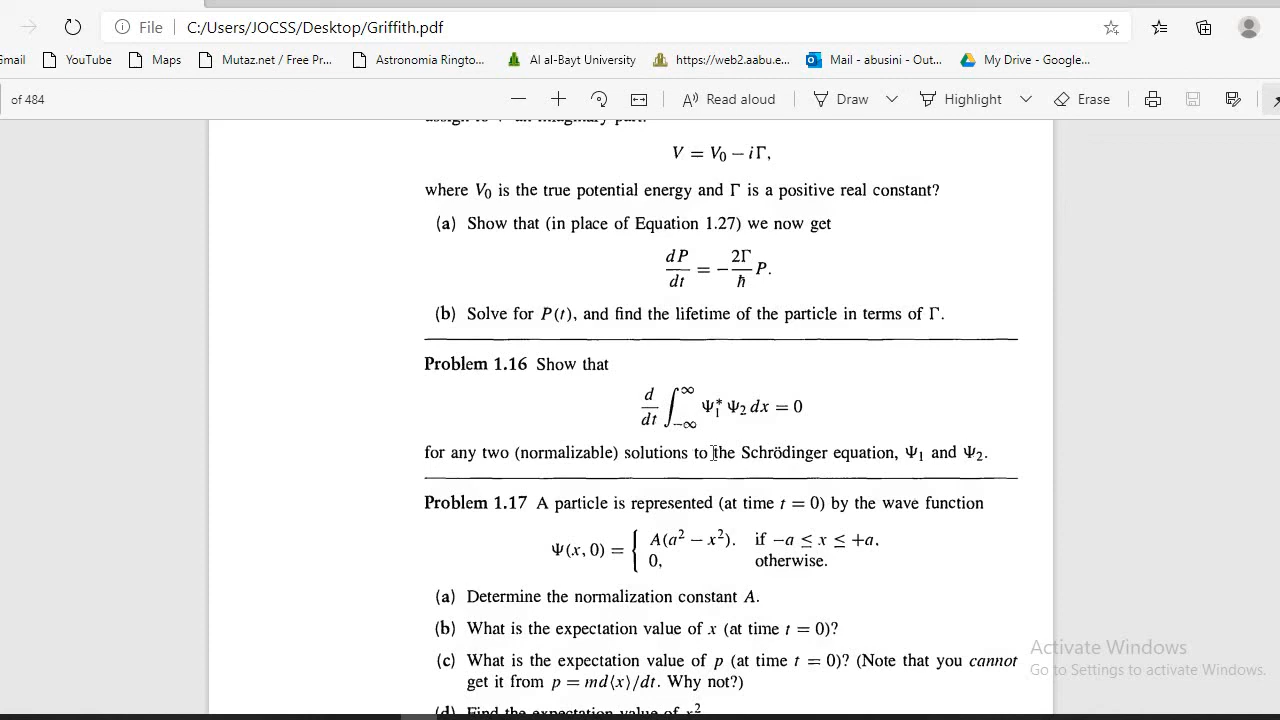 File C:/Users/JOCSS/Desktop/Griffith.pdf
Gmail YouTube Maps Mutaz.net / Free Pr... Astronomia Ringto... Al al-Bayt University https://web2.aabu.e... Mail - abusini - Out... My Drive - Google...
of 484 Read aloud Draw Highlight Erase
V = V₀ − iΓ,
where V₀ is the true potential energy and Γ is a positive real constant?
(a) Show that (in place of Equation 1.27) we now get
dP/dt = −2Γ/ħ P.
(b) Solve for P(t), and find the lifetime of the particle in terms of Γ.
Problem 1.16 Show that
d/dt ∫_{−∞}^{∞} Ψ₁* Ψ₂ dx = 0
for any two (normalizable) solutions to the Schrödinger equation, Ψ₁ and Ψ₂.
Problem 1.17 A particle is represented (at time t = 0) by the wave function
Ψ(x, 0) = { A(a² − x²). if −a ≤ x ≤ +a.
0, otherwise.
(a) Determine the normalization constant A.
(b) What is the expectation value of x (at time t = 0)?
(c) What is the expectation value of p (at time t = 0)? (Note that you cannot
get it from p = md⟨x⟩/dt. Why not?)
(d) Find the expectation value of x²
Activate Windows
Go to Settings to activate Windows.